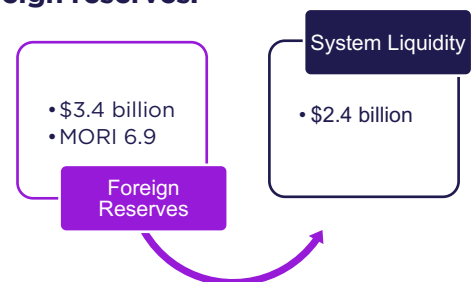 • $3.4 billion
• MORI 6.9
Foreign
Reserves
System Liquidity
• $2.4 billion